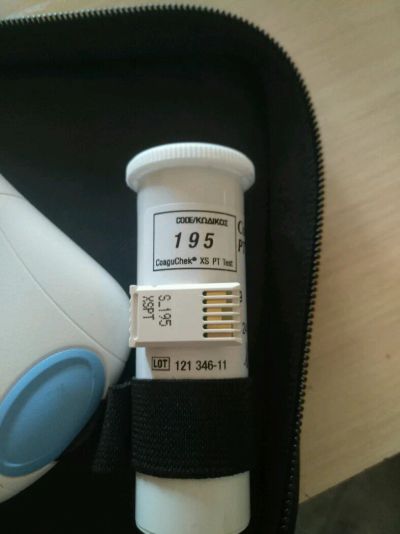 CODE/ΚΩΔΙΚΟΣ
195
CoaguChek® XS PT Test
S_195
XSPT
LOT 121 346-11